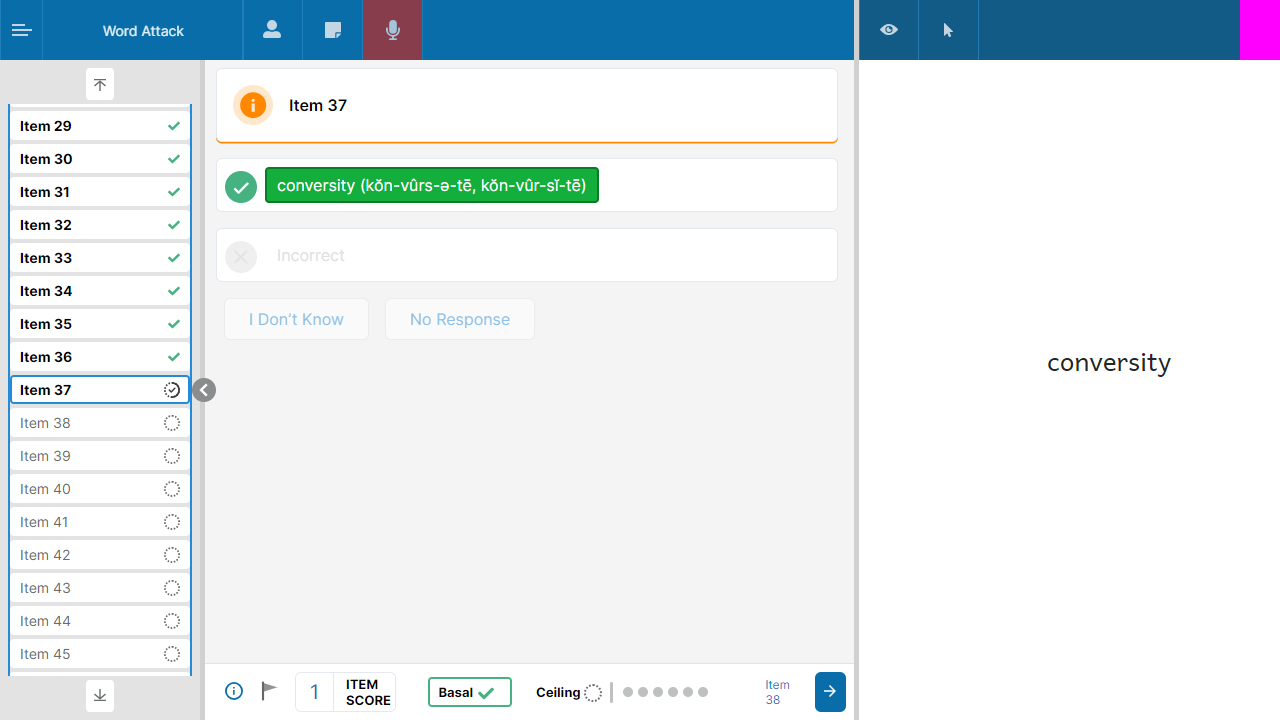 Word Attack
Item 29
Item 30
Item 31
Item 32
Item 33
Item 34
Item 35
Item 36
Item 37
Item 38
Item 39
Item 40
Item 41
Item 42
Item 43
Item 44
Item 45
Item 37
conversity (kŏn-vûrs-ə-tē, kŏn-vûr-sĭ-tē)
Incorrect
I Don't Know
No Response
1
ITEM
SCORE
Basal
Ceiling
Item
38
conversity